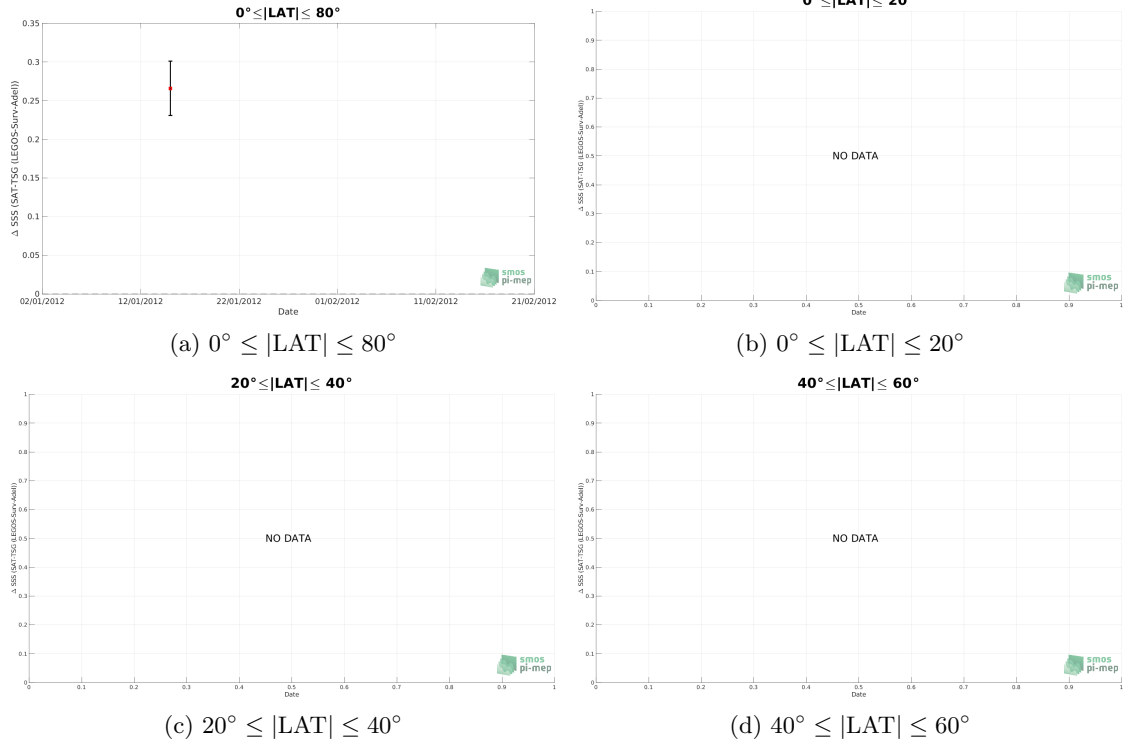 0°≤|LAT|≤ 80°
0.35
0.3
0.25
0.2
0.15
0.1
0.05
0
Δ SSS (SAT-TSG (LEGOS-Surv-Adel))
02/01/2012 12/01/2012 22/01/2012 01/02/2012 11/02/2012 21/02/2012
Date
smos
pi-mep
(a) 0° ≤ |LAT| ≤ 80°
0°≤|LAT|≤ 20°
1
0.9
0.8
0.7
0.6
0.5
0.4
0.3
0.2
0.1
0
Δ SSS (SAT-TSG (LEGOS-Surv-Adel))
NO DATA
0 0.1 0.2 0.3 0.4 0.5 0.6 0.7 0.8 0.9 1
Date
smos
pi-mep
(b) 0° ≤ |LAT| ≤ 20°
20°≤|LAT|≤ 40°
1
0.9
0.8
0.7
0.6
0.5
0.4
0.3
0.2
0.1
0
Δ SSS (SAT-TSG (LEGOS-Surv-Adel))
NO DATA
0 0.1 0.2 0.3 0.4 0.5 0.6 0.7 0.8 0.9 1
Date
smos
pi-mep
(c) 20° ≤ |LAT| ≤ 40°
40°≤|LAT|≤ 60°
1
0.9
0.8
0.7
0.6
0.5
0.4
0.3
0.2
0.1
0
Δ SSS (SAT-TSG (LEGOS-Surv-Adel))
NO DATA
0 0.1 0.2 0.3 0.4 0.5 0.6 0.7 0.8 0.9 1
Date
smos
pi-mep
(d) 40° ≤ |LAT| ≤ 60°